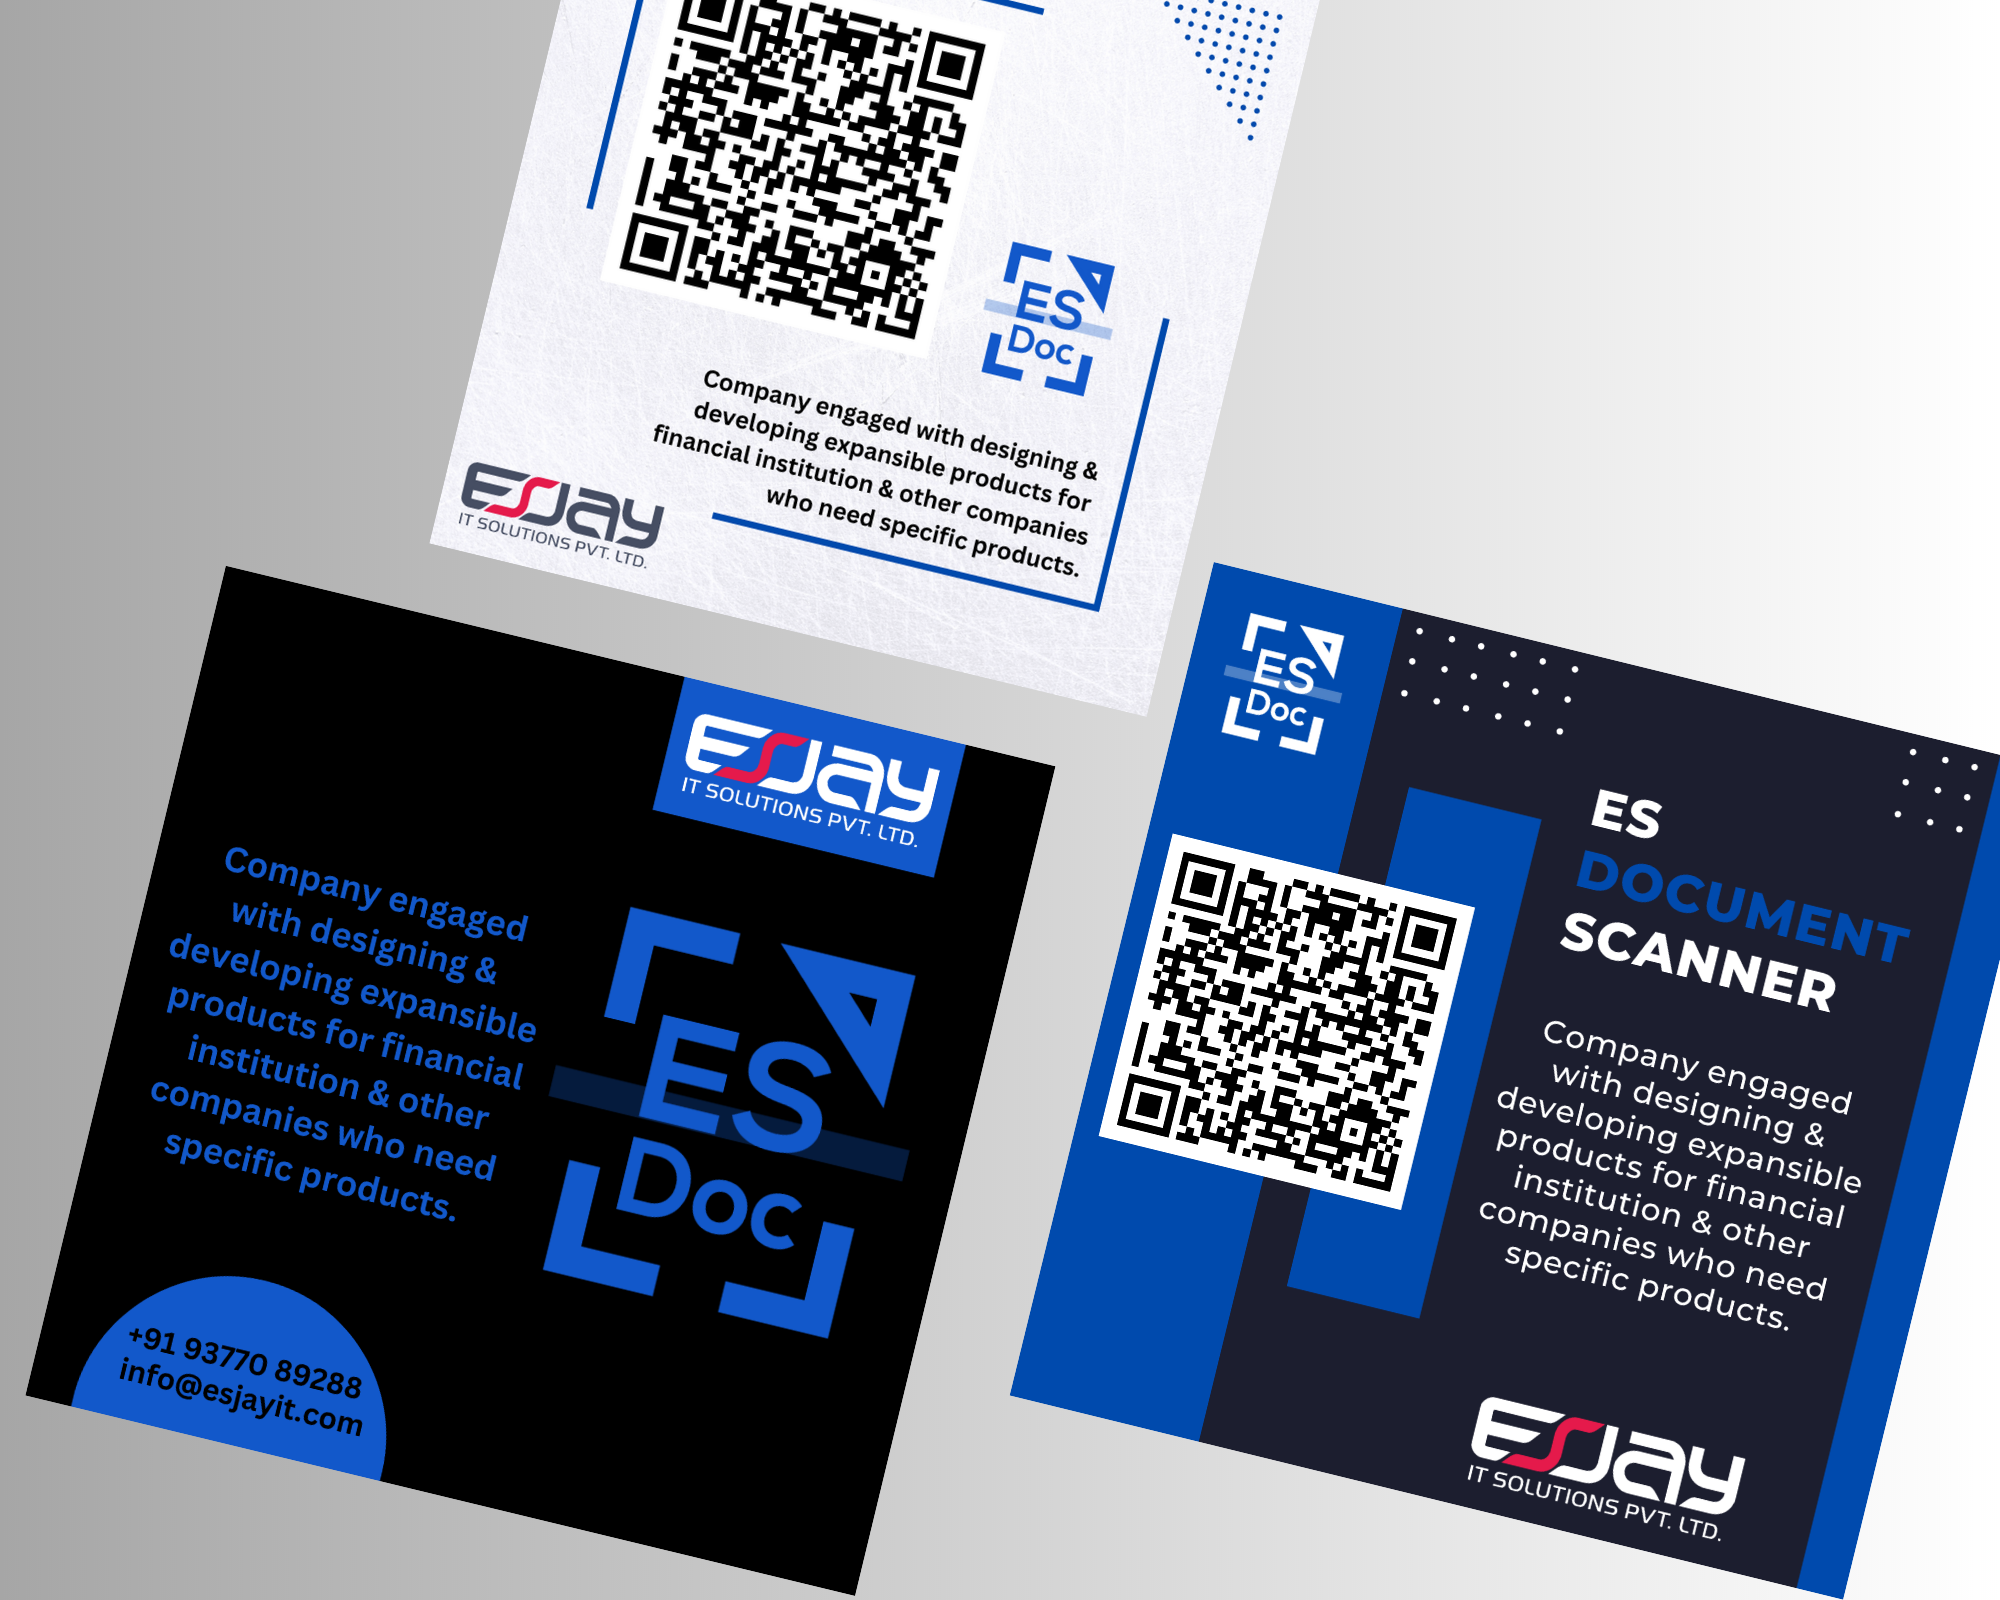 ES
Doc
Company engaged with designing &
developing expansible products for
financial institution & other companies
who need specific products.
ESJay
IT SOLUTIONS PVT. LTD.
ESJay
IT SOLUTIONS PVT. LTD.
Company engaged
with designing &
developing expansible
products for financial
institution & other
companies who need
specific products.
ES
Doc
+91 93770 89288
info@esjayit.com
ES
Doc
ES
DOCUMENT
SCANNER
Company engaged
with designing &
developing expansible
products for financial
institution & other
companies who need
specific products.
ESJay
IT SOLUTIONS PVT. LTD.